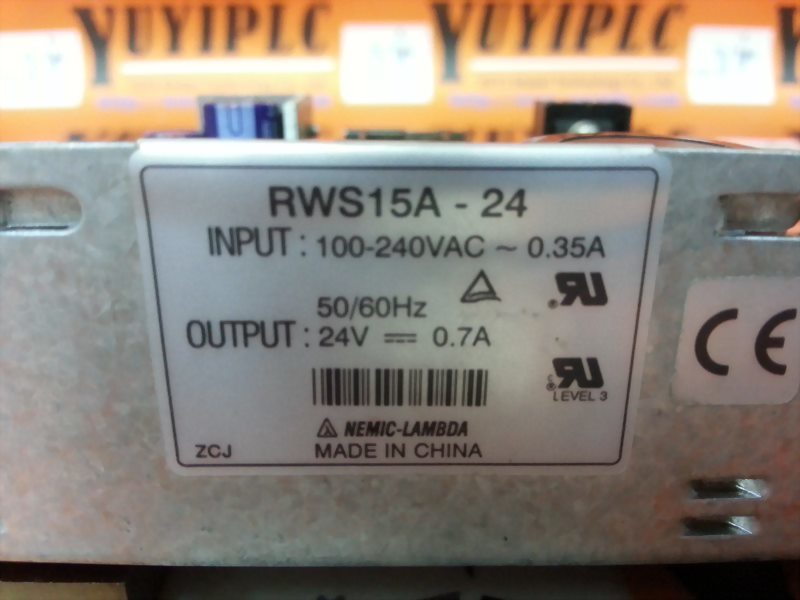 YUYIPLC YUYIPLC
U
RWS15A - 24
INPUT : 100-240VAC ~ 0.35A
50/60Hz
OUTPUT : 24V 0.7A
CE
LEVEL 3
NEMIC-LAMBDA
ZCJ MADE IN CHINA